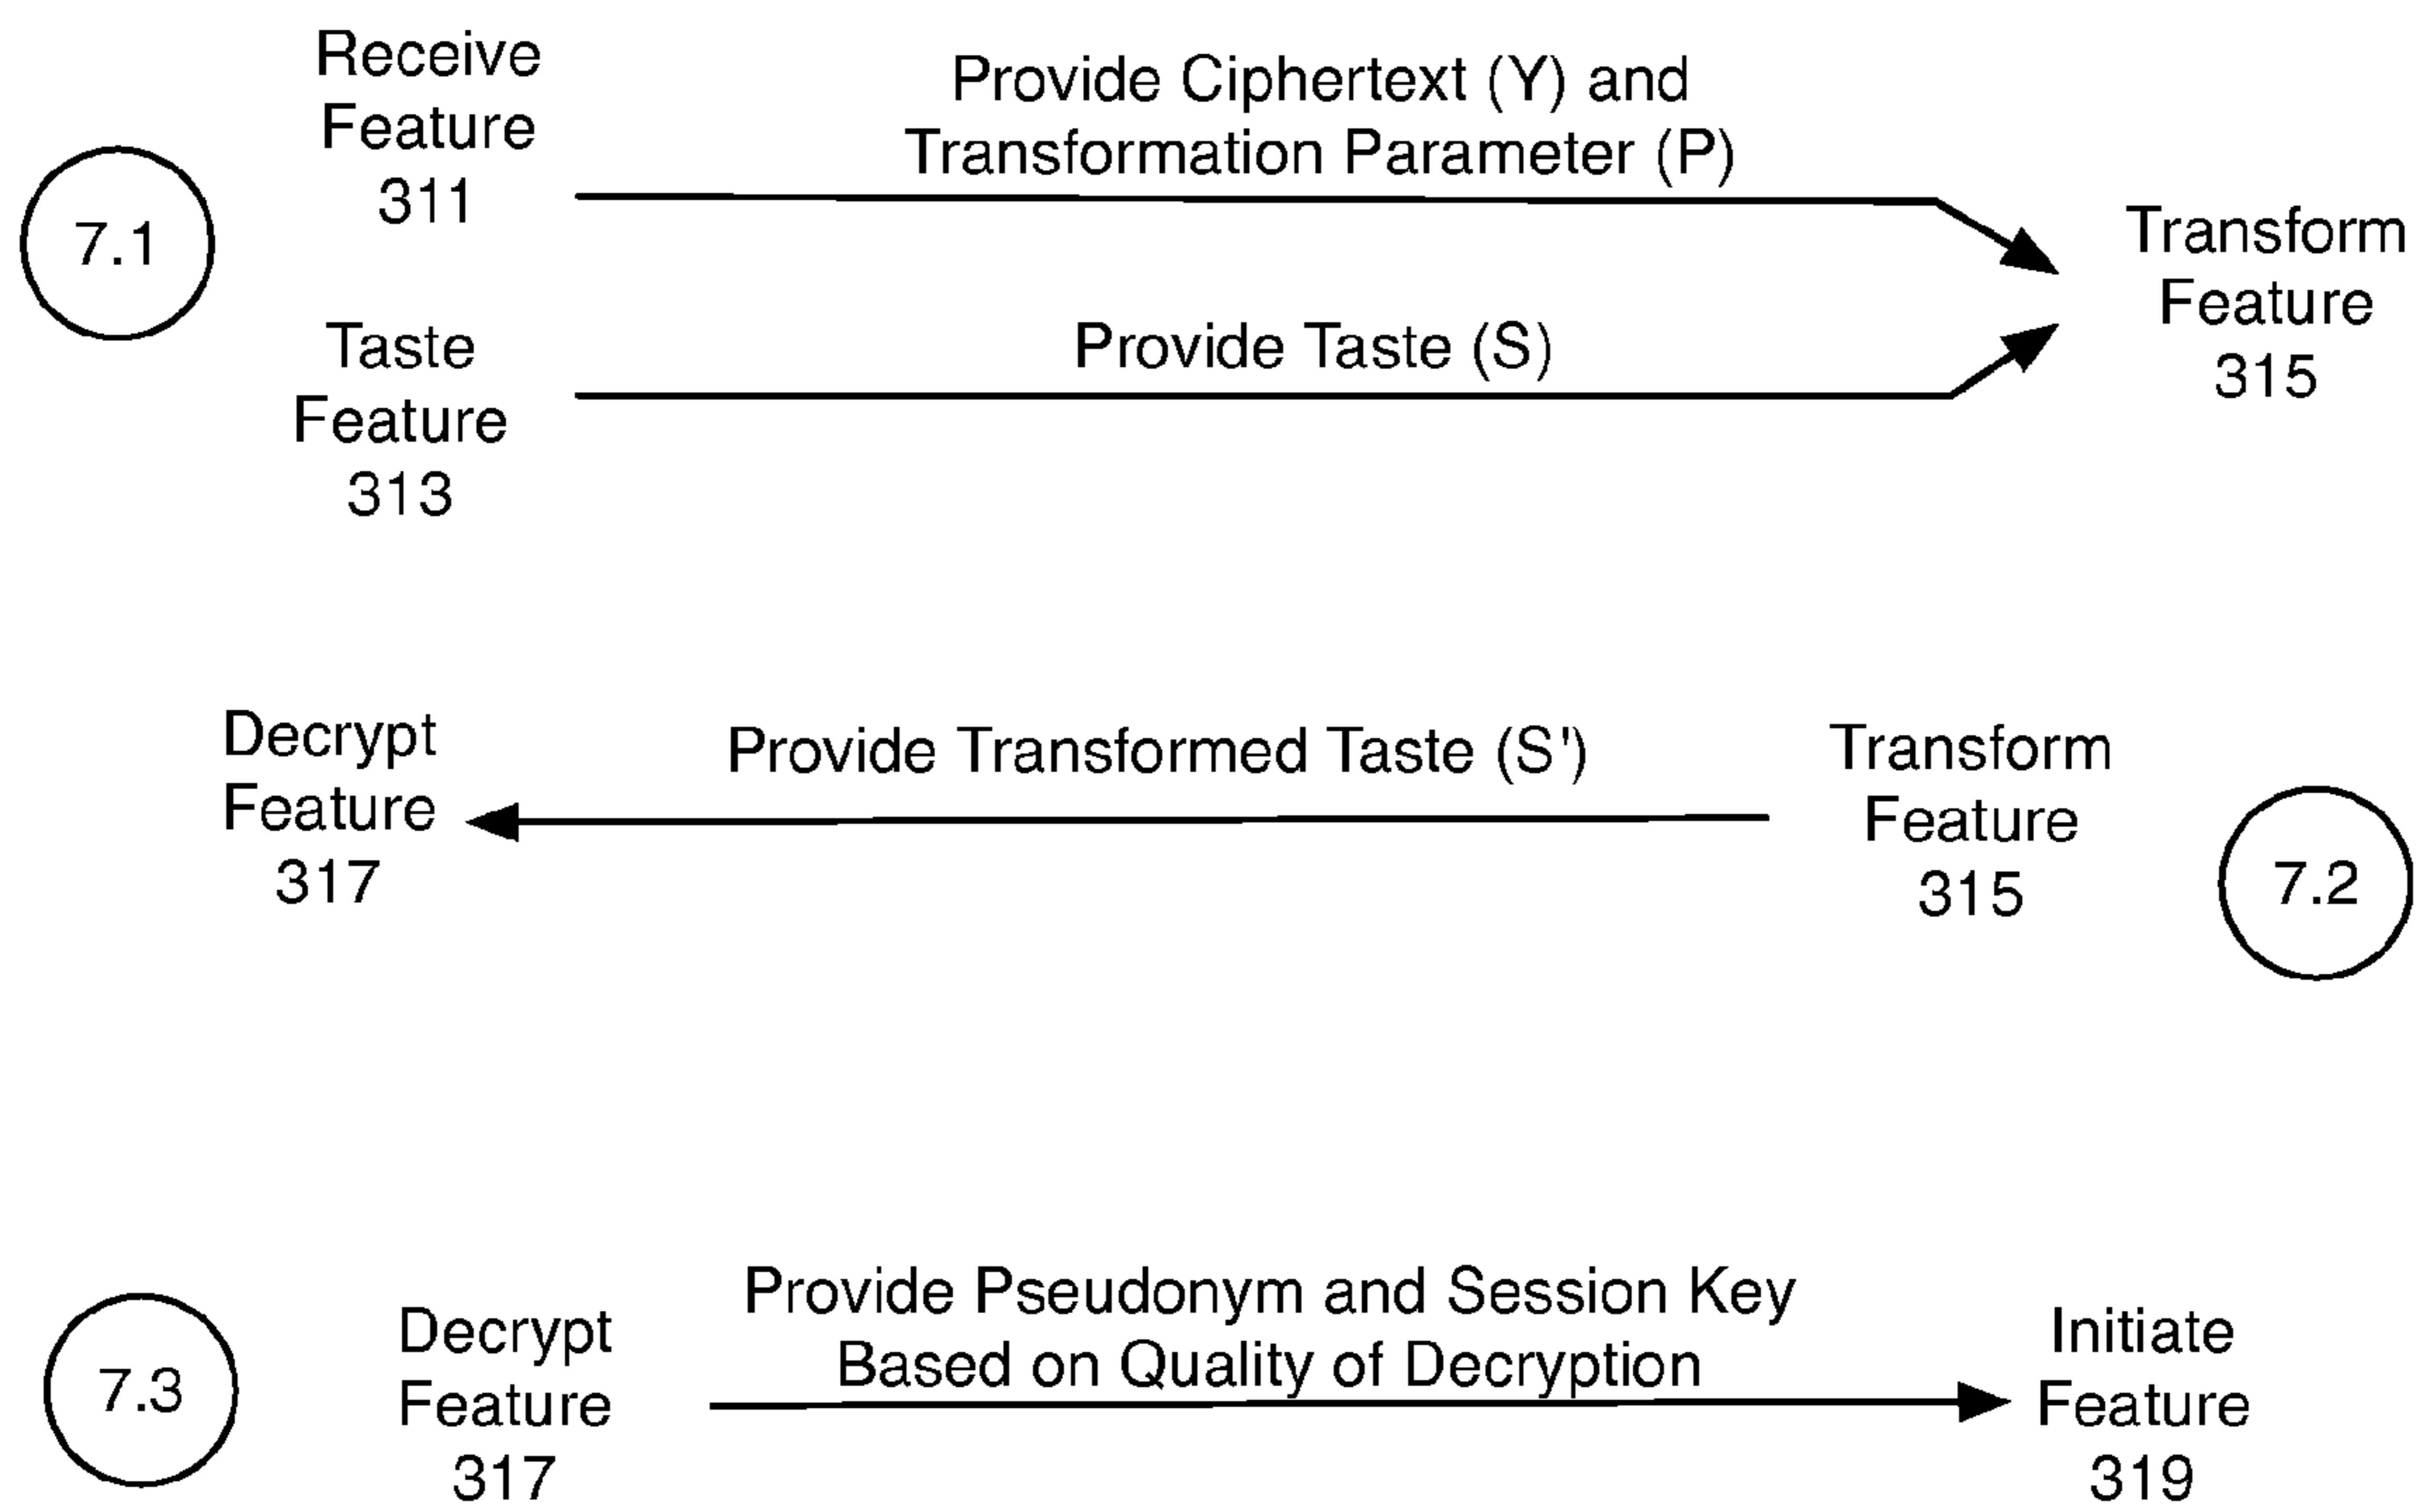 Receive
Feature
311
Provide Ciphertext (Y) and
Transformation Parameter (P)
7.1
Transform
Feature
315
Taste
Feature
313
Provide Taste (S)
Decrypt
Feature
317
Provide Transformed Taste (S')
Transform
Feature
315
7.2
7.3
Decrypt
Feature
317
Provide Pseudonym and Session Key
Based on Quality of Decryption
Initiate
Feature
319